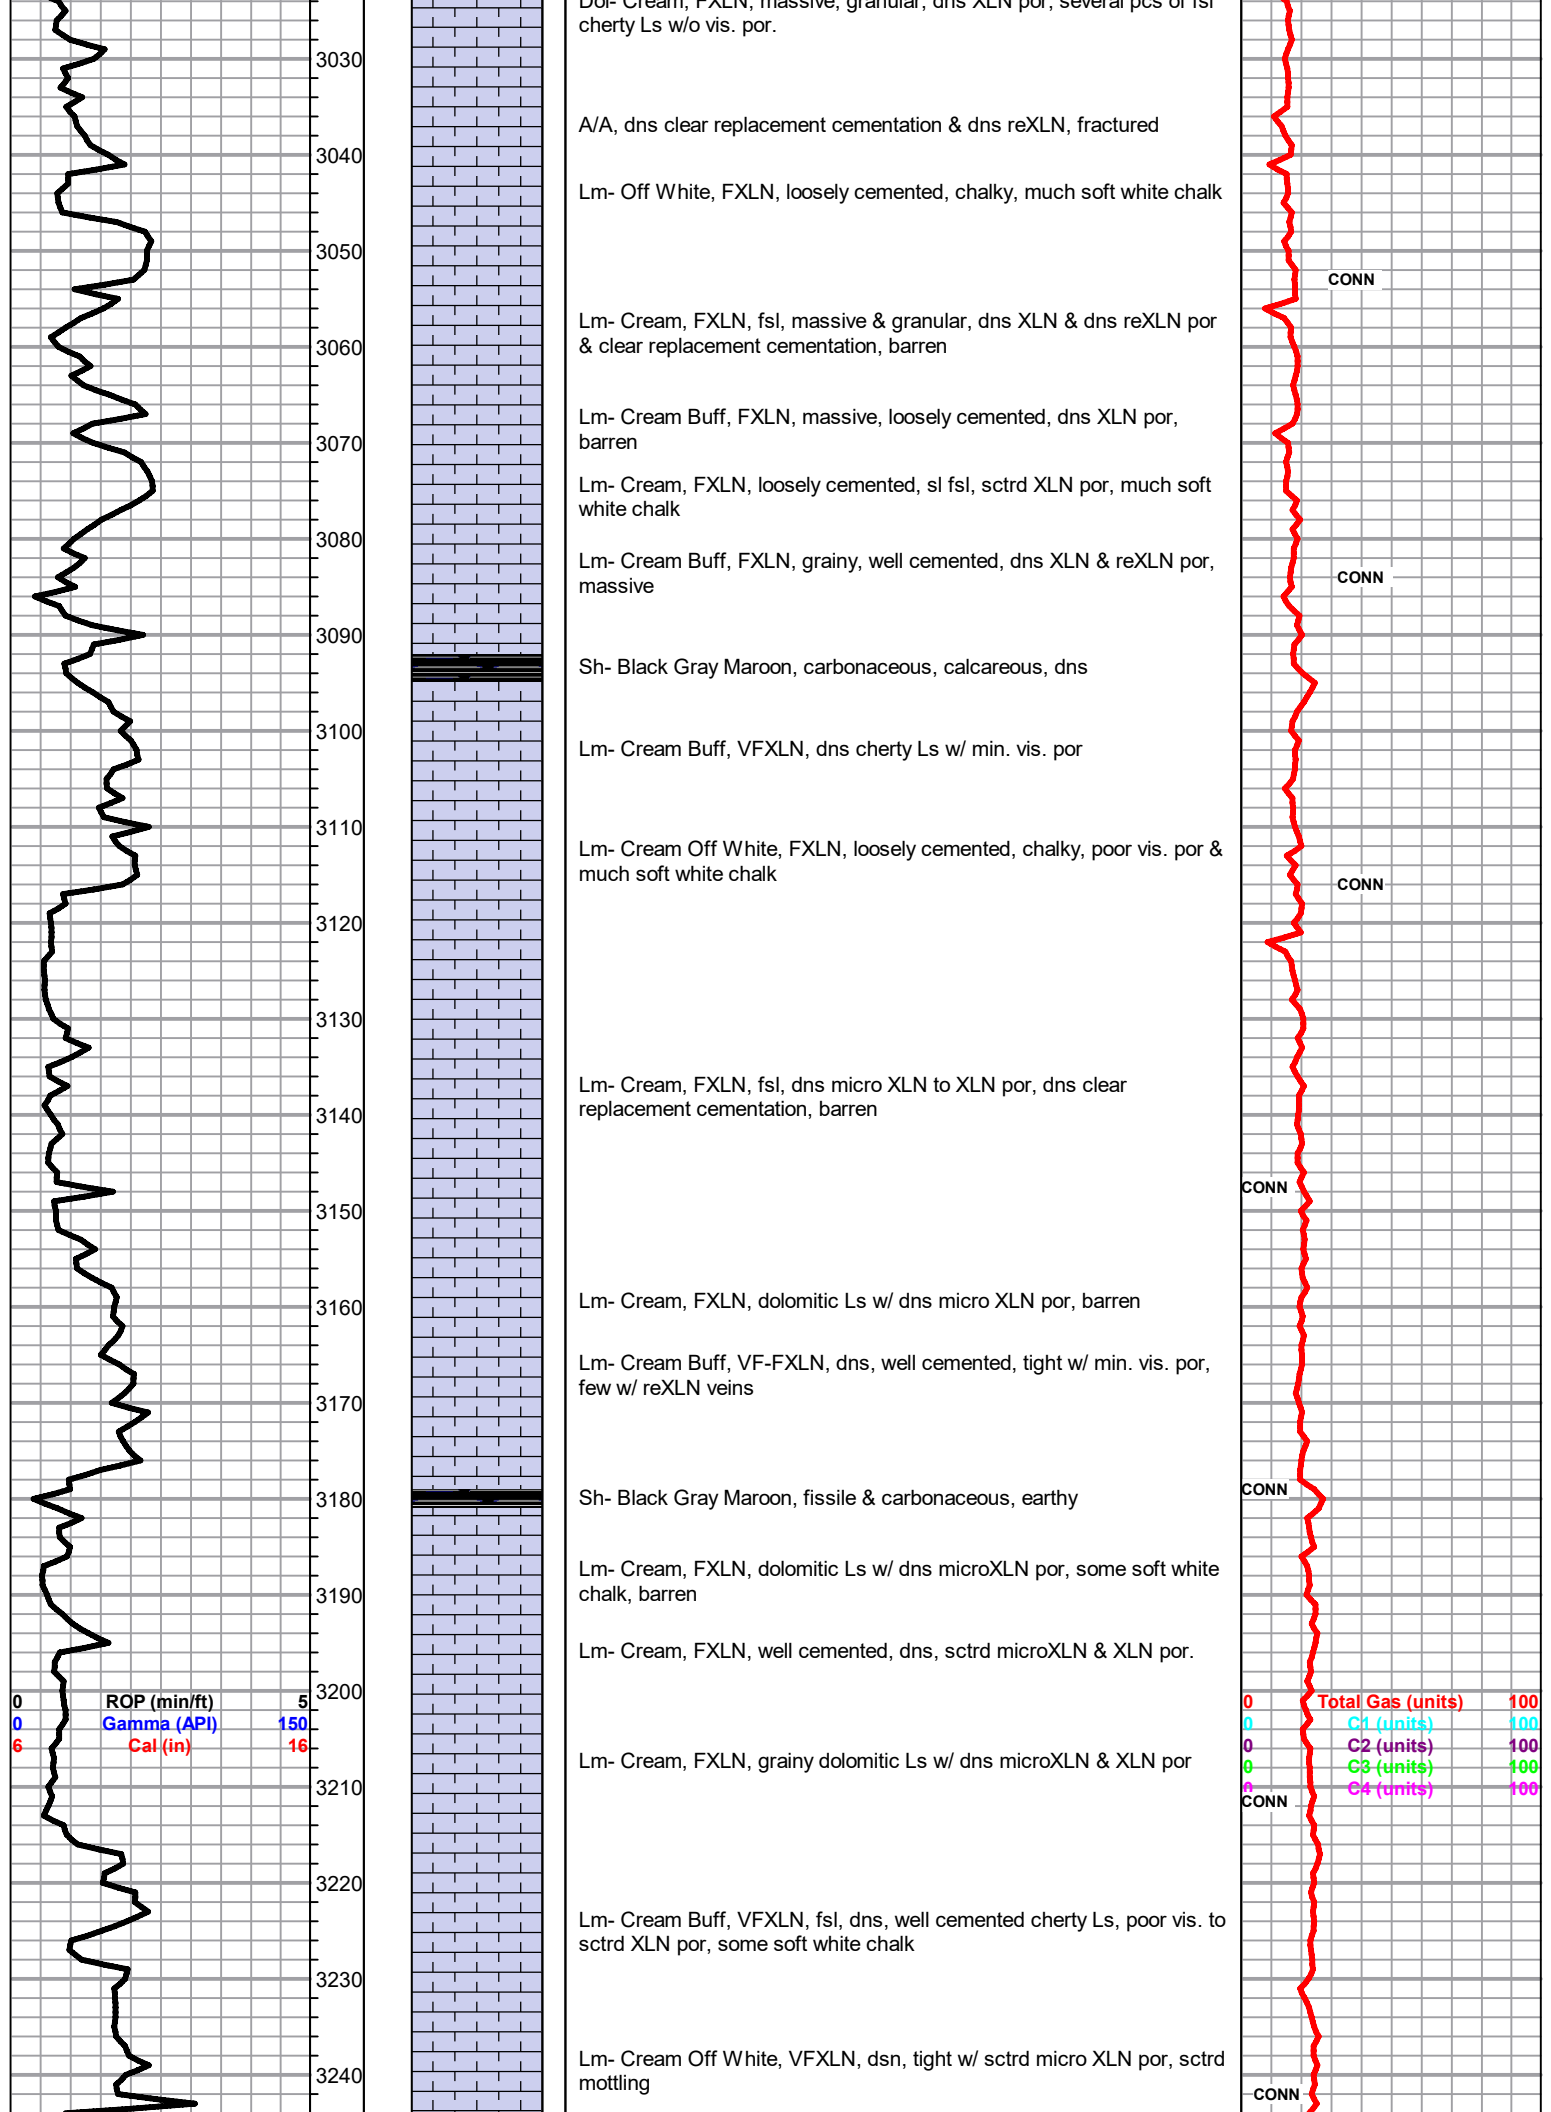 Dol- Cream, FXLN, massive, granular, dns XLN por, several pcs of fsl
cherty Ls w/o vis. por.
3030
A/A, dns clear replacement cementation & dns reXLN, fractured
3040
Lm- Off White, FXLN, loosely cemented, chalky, much soft white chalk
3050
CONN
Lm- Cream, FXLN, fsl, massive & granular, dns XLN & dns reXLN por
& clear replacement cementation, barren
3060
Lm- Cream Buff, FXLN, massive, loosely cemented, dns XLN por,
barren
3070
Lm- Cream, FXLN, loosely cemented, sl fsl, sctrd XLN por, much soft
white chalk
3080
Lm- Cream Buff, FXLN, grainy, well cemented, dns XLN & reXLN por,
massive
CONN
3090
Sh- Black Gray Maroon, carbonaceous, calcareous, dns
3100
Lm- Cream Buff, VFXLN, dns cherty Ls w/ min. vis. por
3110
Lm- Cream Off White, FXLN, loosely cemented, chalky, poor vis. por &
much soft white chalk
CONN
3120
3130
Lm- Cream, FXLN, fsl, dns micro XLN to XLN por, dns clear
replacement cementation, barren
3140
CONN
3150
3160
Lm- Cream, FXLN, dolomitic Ls w/ dns micro XLN por, barren
Lm- Cream Buff, VF-FXLN, dns, well cemented, tight w/ min. vis. por,
few w/ reXLN veins
3170
CONN
3180
Sh- Black Gray Maroon, fissile & carbonaceous, earthy
Lm- Cream, FXLN, dolomitic Ls w/ dns microXLN por, some soft white
chalk, barren
3190
Lm- Cream, FXLN, well cemented, dns, sctrd microXLN & XLN por.
3200
0 ROP (min/ft) 5
0 Gamma (API) 150
6 Cal (in) 16
0 Total Gas (units) 100
0 C1 (units) 100
0 C2 (units) 100
0 C3 (units) 100
0 C4 (units) 100
Lm- Cream, FXLN, grainy dolomitic Ls w/ dns microXLN & XLN por
3210
CONN
3220
Lm- Cream Buff, VFXLN, fsl, dns, well cemented cherty Ls, poor vis. to
sctrd XLN por, some soft white chalk
3230
Lm- Cream Off White, VFXLN, dsn, tight w/ sctrd micro XLN por, sctrd
mottling
3240
CONN